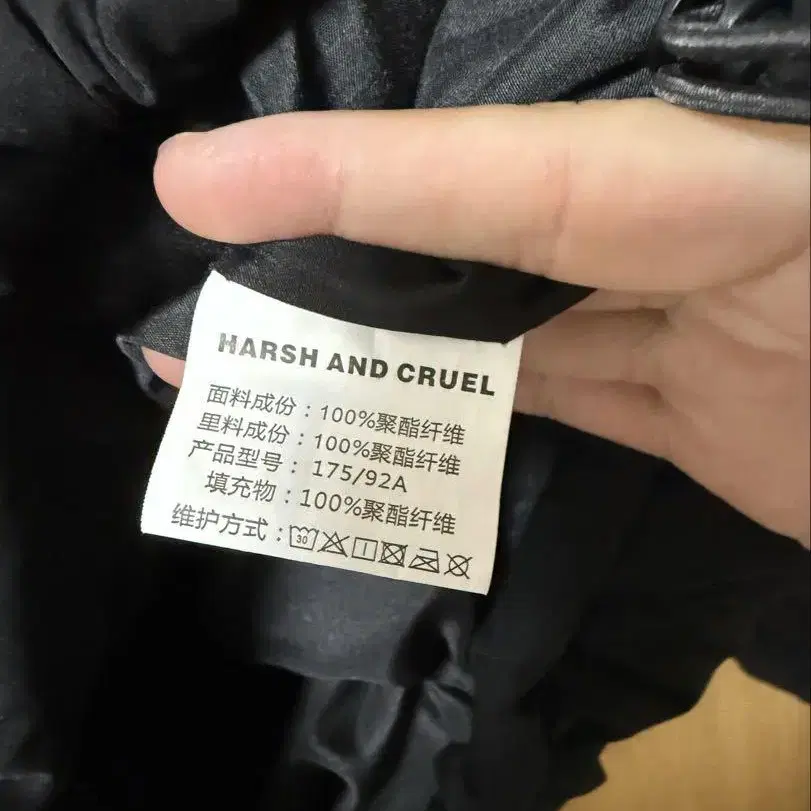 HARSH AND CRUEL
面料成份：100%聚酯纤维
里料成份：100%聚酯纤维
产品型号：175/92A
填充物：100%聚酯纤维
维护方式：30